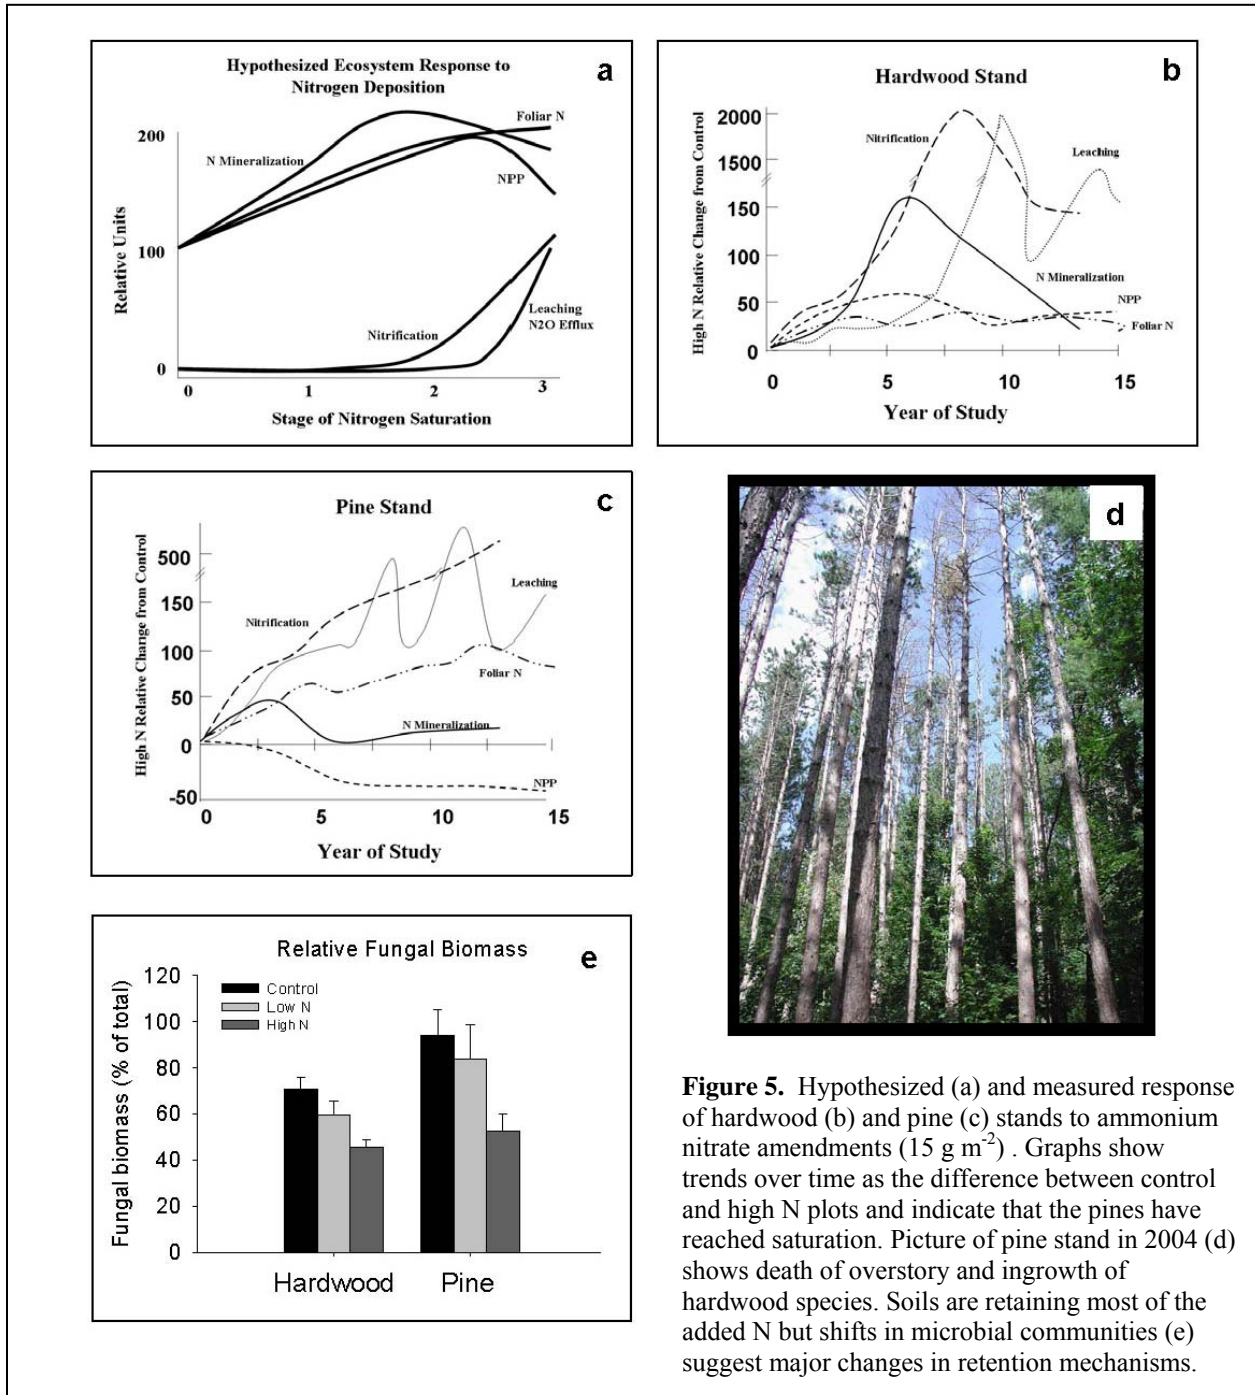 Hypothesized Ecosystem Response to
Nitrogen Deposition
a
200
100
0
Relative Units
N Mineralization
Foliar N
NPP
Nitrification
Leaching
N2O Efflux
0 1 2 3
Stage of Nitrogen Saturation
Hardwood Stand
b
2000
1500
150
100
50
0
High N Relative Change from Control
Nitrification
Leaching
N Mineralization
NPP
Foliar N
0 5 10 15
Year of Study
Pine Stand
c
500
150
100
50
0
-50
High N Relative Change from Control
Nitrification
Leaching
Foliar N
N Mineralization
NPP
0 5 10 15
Year of Study
d
Relative Fungal Biomass
e
120
100
80
60
40
20
0
Fungal biomass (% of total)
Control
Low N
High N
Hardwood Pine
Figure 5. Hypothesized (a) and measured response
of hardwood (b) and pine (c) stands to ammonium
nitrate amendments (15 g m-2) . Graphs show
trends over time as the difference between control
and high N plots and indicate that the pines have
reached saturation. Picture of pine stand in 2004 (d)
shows death of overstory and ingrowth of
hardwood species. Soils are retaining most of the
added N but shifts in microbial communities (e)
suggest major changes in retention mechanisms.